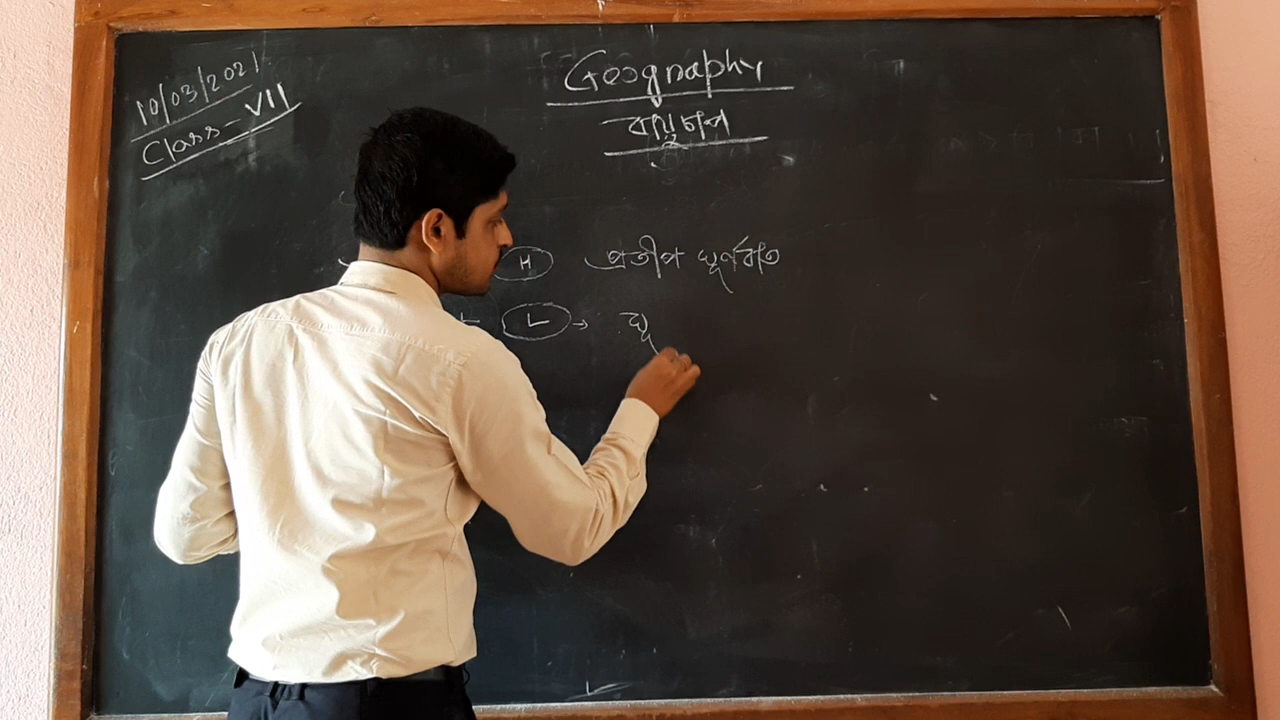 10/03/2021
Class - VII
Geography
বায়ুচাপ
H প্রতীপ ঘূর্ণবাত
L → ঘূ